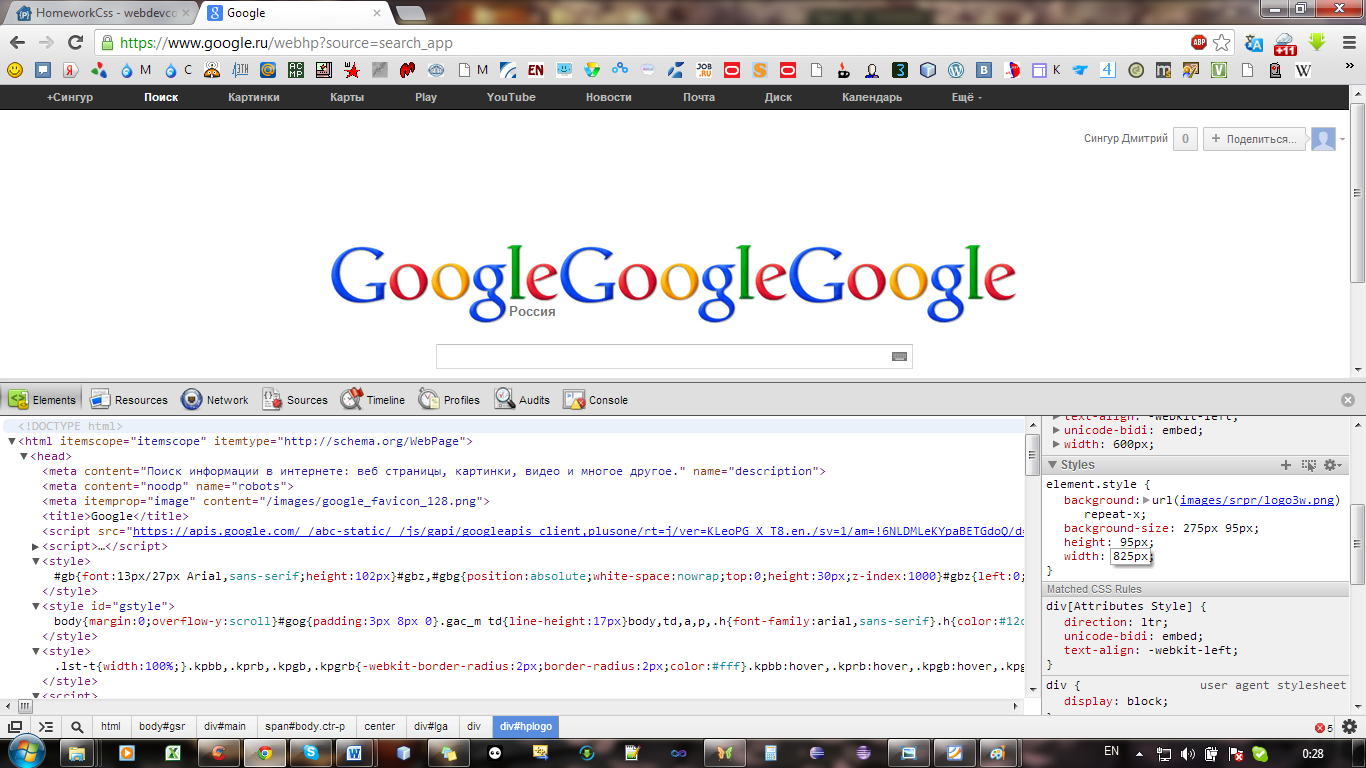 HomeworkCss - webdevco
Google
https://www.google.ru/webhp?source=search_app
ABP
+11
M
C
EN
JOB.RU
M
K
4
W
»
+Сингур Поиск Картинки Карты Play YouTube Новости Почта Диск Календарь Ещё
Сингур Дмитрий 0 + Поделиться...
GoogleGoogleGoogle
Россия
Elements Resources Network Sources Timeline Profiles Audits Console
<!DOCTYPE html>
<html itemscope="itemscope" itemtype="http://schema.org/WebPage">
<head>
<meta content="Поиск информации в интернете: веб страницы, картинки, видео и многое другое." name="description">
<meta content="noodp" name="robots">
<meta itemprop="image" content="/images/google_favicon_128.png">
<title>Google</title>
<script src="https://apis.google.com/_/abc-static/_/js/gapi/googleapis_client,plusone/rt=j/ver=KLeoPG_X_T8.en./sv=1/am=!6NLDMLeKYpaBETGdoQ/d=
<script>…</script>
<style>
#gb{font:13px/27px Arial,sans-serif;height:102px}#gbz,#gbg{position:absolute;white-space:nowrap;top:0;height:30px;z-index:1000}#gbz{left:0;
</style>
<style id="gstyle">
body{margin:0;overflow-y:scroll}#gog{padding:3px 8px 0}.gac_m td{line-height:17px}body,td,a,p,.h{font-family:arial,sans-serif}.h{color:#12c
</style>
<style>
.lst-t{width:100%;}.kpbb,.kprb,.kpgb,.kpgrb{-webkit-border-radius:2px;border-radius:2px;color:#fff}.kpbb:hover,.kprb:hover,.kpgb:hover,.kpg
</style>
<script>
text-align: -webkit-left;
unicode-bidi: embed;
width: 600px;
Styles
element.style {
background: url(images/srpr/logo3w.png)
repeat-x;
background-size: 275px 95px;
height: 95px;
width: 825px;
}
Matched CSS Rules
div[Attributes Style] {
direction: ltr;
unicode-bidi: embed;
text-align: -webkit-left;
}
div { user agent stylesheet
display: block;
html body#gsr div#main span#body.ctr-p center div#lga div div#hplogo
5
EN 0:28